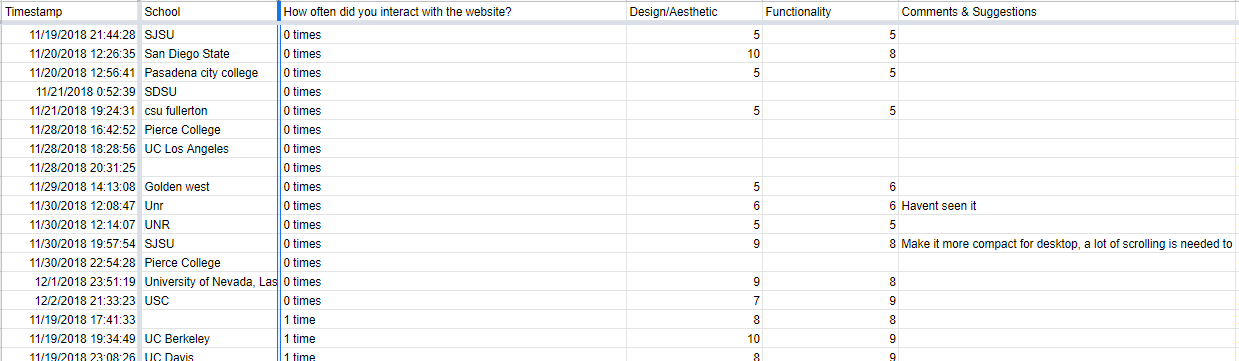 Timestamp School How often did you interact with the website? Design/Aesthetic Functionality Comments & Suggestions
11/19/2018 21:44:28 SJSU 0 times 5 5
11/20/2018 12:26:35 San Diego State 0 times 10 8
11/20/2018 12:56:41 Pasadena city college 0 times 5 5
11/21/2018 0:52:39 SDSU 0 times
11/21/2018 19:24:31 csu fullerton 0 times 5 5
11/28/2018 16:42:52 Pierce College 0 times
11/28/2018 18:28:56 UC Los Angeles 0 times
11/28/2018 20:31:25 0 times
11/29/2018 14:13:08 Golden west 0 times 5 6
11/30/2018 12:08:47 Unr 0 times 6 6 Havent seen it
11/30/2018 12:14:07 UNR 0 times 5 5
11/30/2018 19:57:54 SJSU 0 times 9 8 Make it more compact for desktop, a lot of scrolling is needed to
11/30/2018 22:54:28 Pierce College 0 times
12/1/2018 23:51:19 University of Nevada, Las 0 times 9 8
12/2/2018 21:33:23 USC 0 times 7 9
11/19/2018 17:41:33 1 time 8 8
11/19/2018 19:34:49 UC Berkeley 1 time 10 9
11/19/2018 23:08:26 UC Davis 1 time 8 9